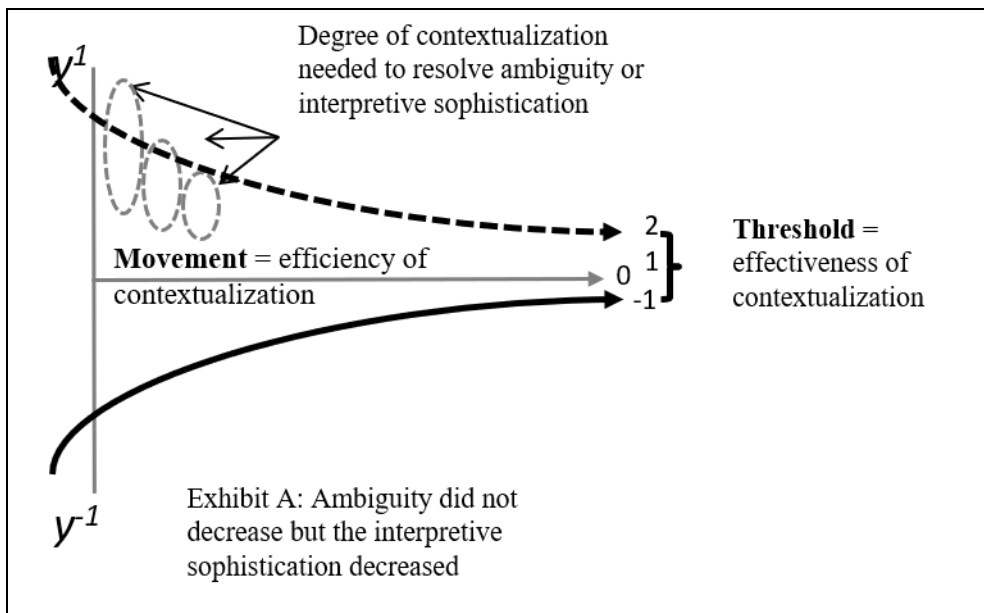 Degree of contextualization
needed to resolve ambiguity or
interpretive sophistication
y1
2
1
0
-1
Threshold =
effectiveness of
contextualization
Movement = efficiency of
contextualization
y-1
Exhibit A: Ambiguity did not
decrease but the interpretive
sophistication decreased